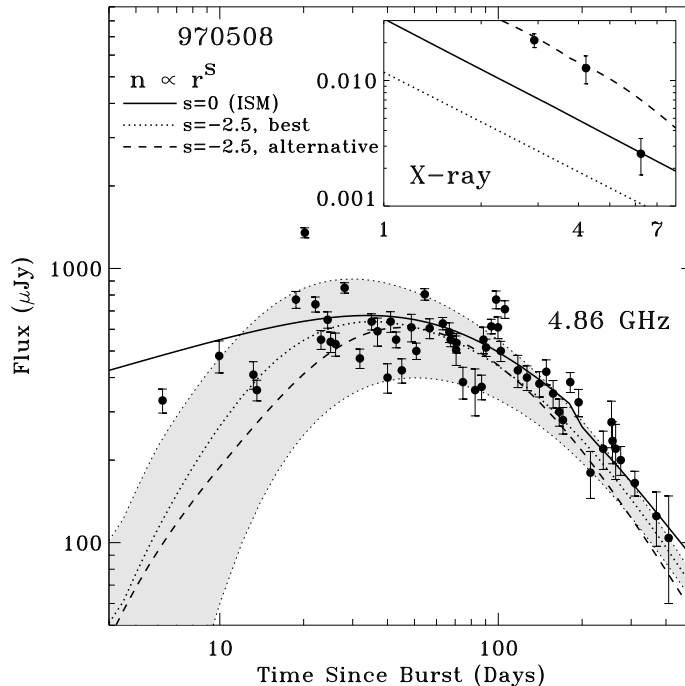 970508
n ∝ r^s
s=0 (ISM)
s=−2.5, best
s=−2.5, alternative
0.010
0.001
X−ray
1
4
7
1000
100
Flux (μJy)
4.86 GHz
10
100
Time Since Burst (Days)